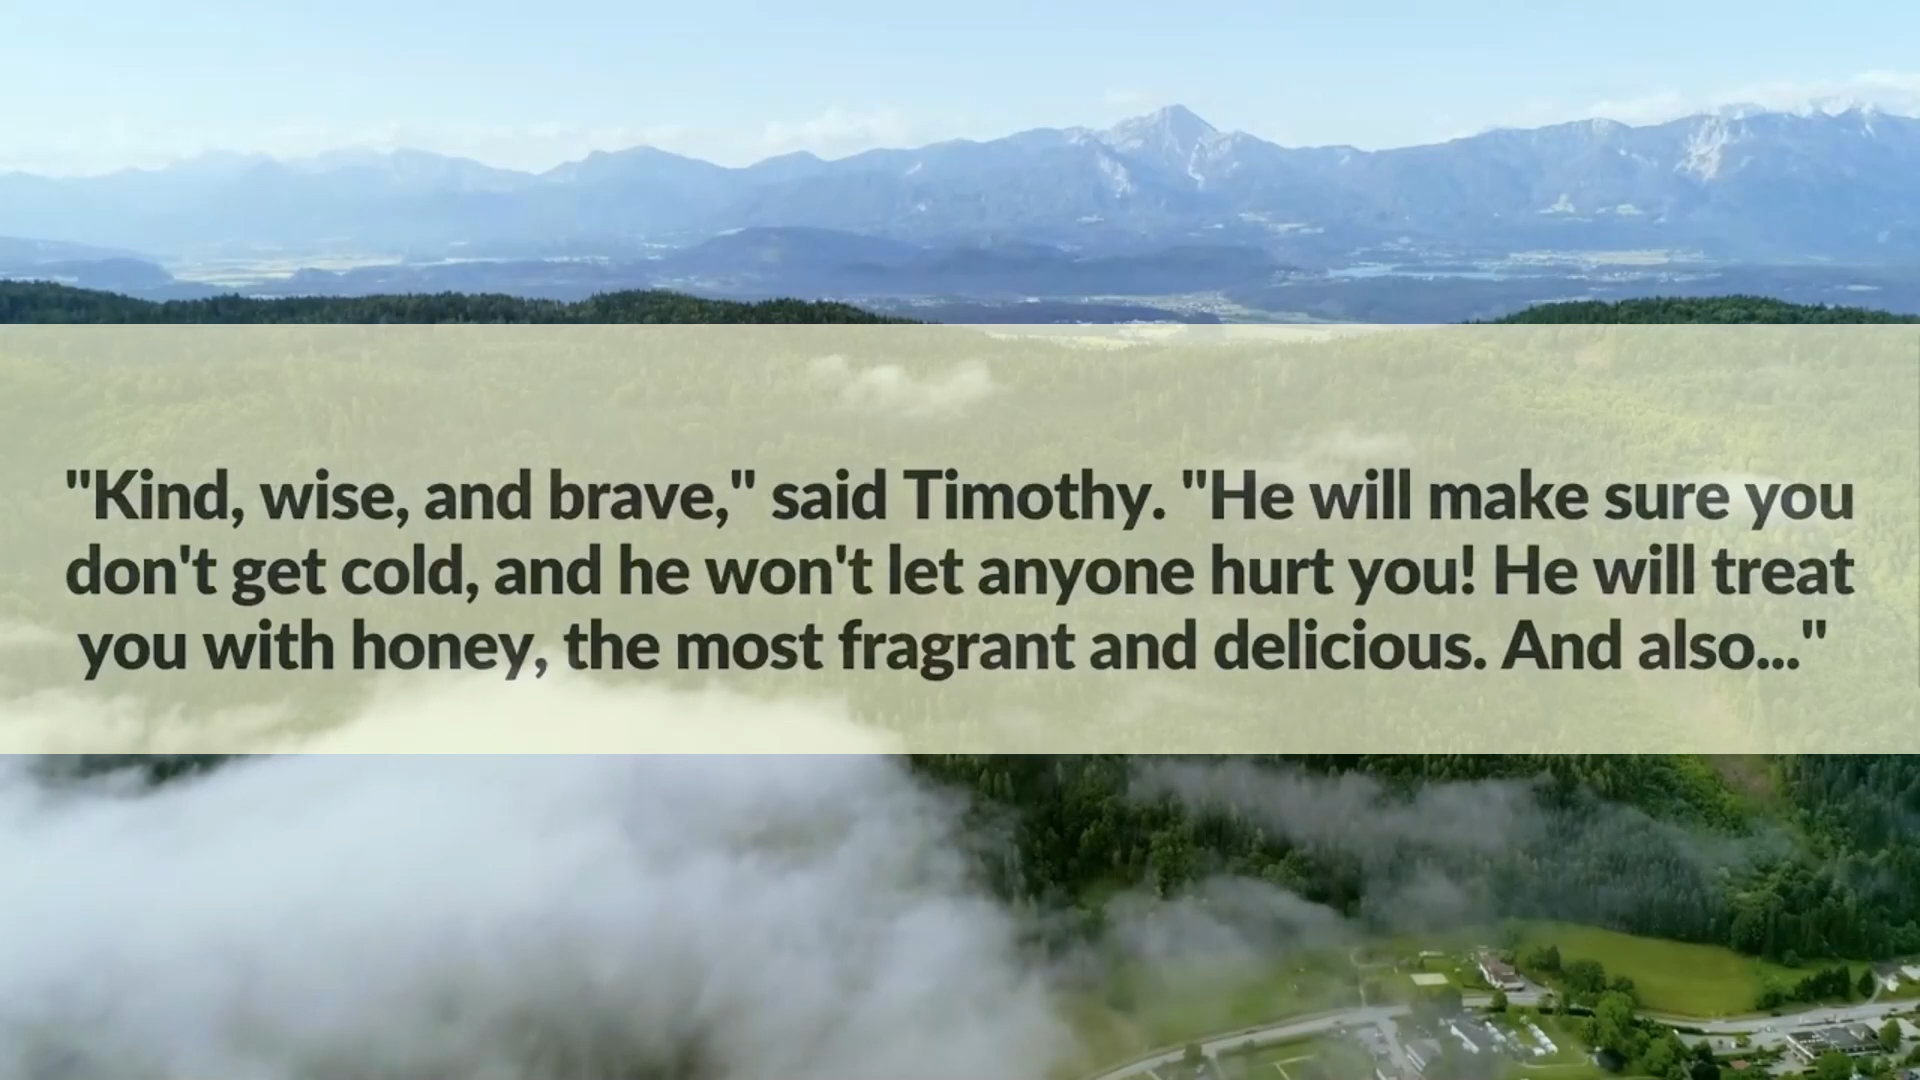 "Kind, wise, and brave," said Timothy. "He will make sure you
don't get cold, and he won't let anyone hurt you! He will treat
you with honey, the most fragrant and delicious. And also..."